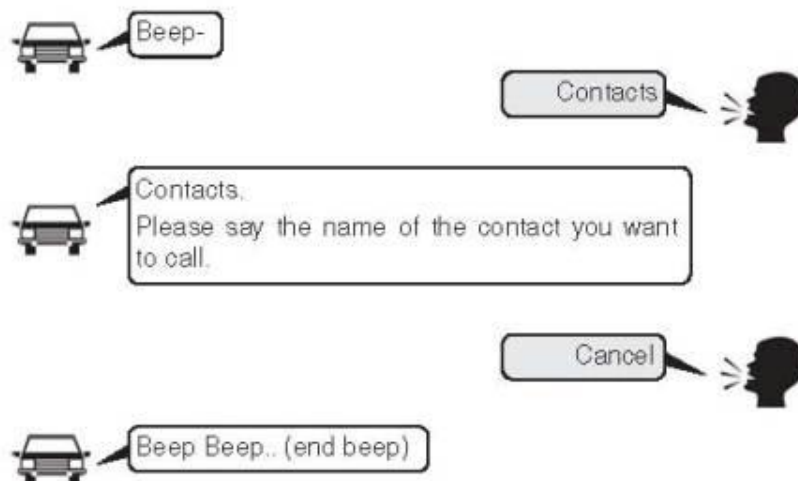 Beep-
Contacts
Contacts.
Please say the name of the contact you want
to call.
Cancel
Beep Beep.. (end beep)